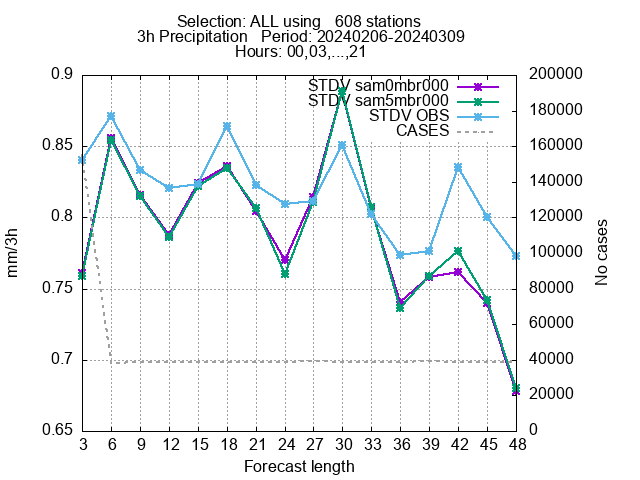 Selection: ALL using   608 stations
3h Precipitation   Period: 20240206-20240309
Hours: 00,03,...,21
STDV sam0mbr000
STDV sam5mbr000
STDV OBS
CASES
0.9
0.85
0.8
0.75
0.7
0.65
mm/3h
200000
180000
160000
140000
120000
100000
80000
60000
40000
20000
0
No cases
3 6 9 12 15 18 21 24 27 30 33 36 39 42 45 48
Forecast length